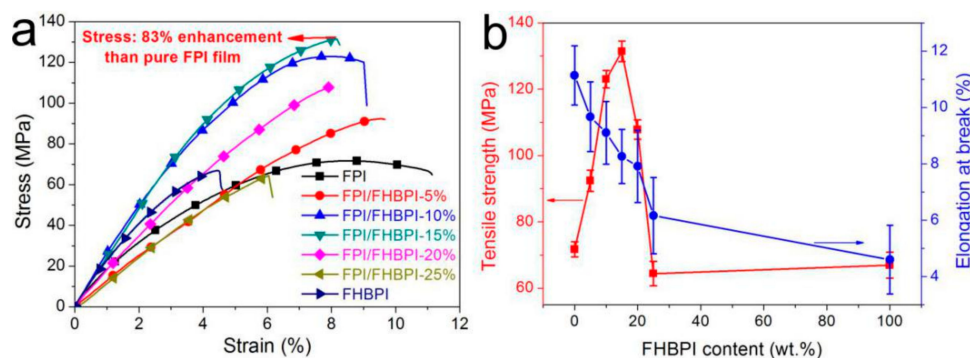 a
Stress: 83% enhancement
than pure FPI film
Stress (MPa)
140
120
100
80
60
40
20
0
0
2
4
6
8
10
12
Strain (%)
FPI
FPI/FHBPI-5%
FPI/FHBPI-10%
FPI/FHBPI-15%
FPI/FHBPI-20%
FPI/FHBPI-25%
FHBPI
b
Tensile strength (MPa)
140
120
100
80
60
0
20
40
60
80
100
FHBPI content (wt.%)
12
10
8
6
4
Elongation at break (%)